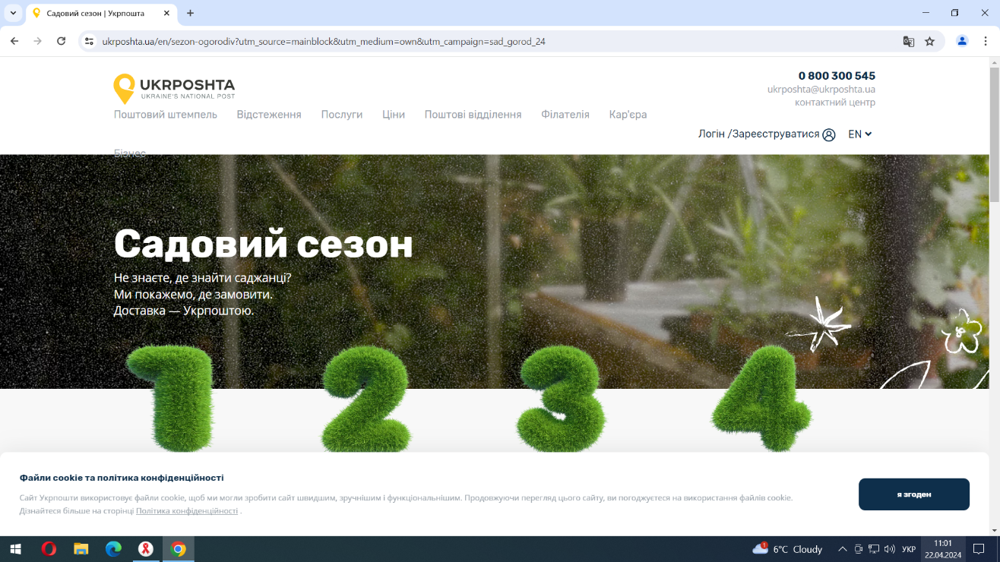 Садовий сезон | Укрпошта
ukrposhta.ua/en/sezon-ogorodiv?utm_source=mainblock&utm_medium=own&utm_campaign=sad_gorod_24
UKRPOSHTA
UKRAINE'S NATIONAL POST
0 800 300 545
ukrposhta@ukrposhta.ua
контактний центр
Поштовий штемпель Відстеження Послуги Ціни Поштові відділення Філателія Кар'єра
Логін /Зареєструватися EN
Бізнес
Садовий сезон
Не знаєте, де знайти саджанці?
Ми покажемо, де замовити.
Доставка — Укрпоштою.
1 2 3 4
Файли cookie та політика конфіденційності
Сайт Укрпошти використовує файли cookie, щоб ми могли зробити сайт швидшим, зручнішим і функціональнішим. Продовжуючи перегляд цього сайту, ви погоджуєтеся на використання файлів cookie.
Дізнайтеся більше на сторінці Політика конфіденційності .
я згоден
1 6°C Cloudy УКР 11:01
22.04.2024